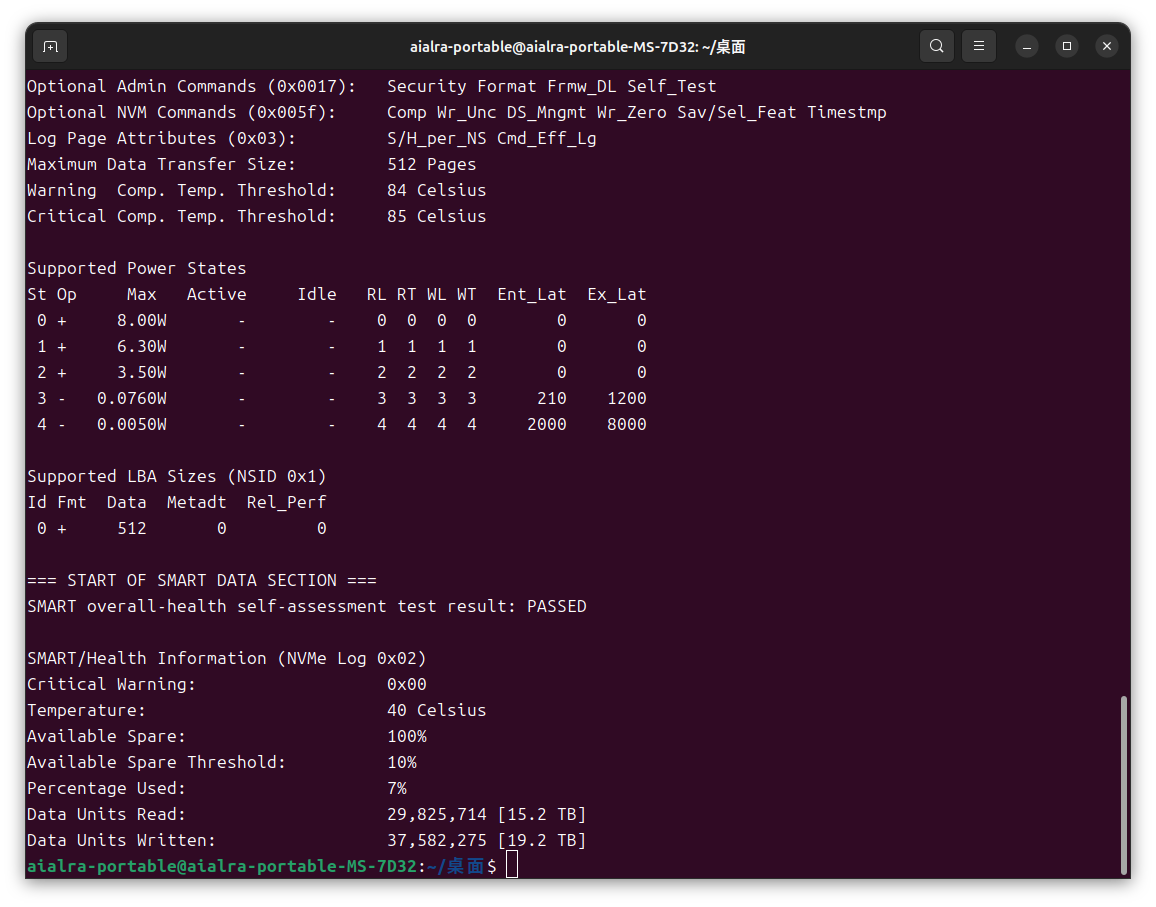 aialra-portable@aialra-portable-MS-7D32: ~/桌面
Optional Admin Commands (0x0017):   Security Format Frmw_DL Self_Test
Optional NVM Commands (0x005f):     Comp Wr_Unc DS_Mngmt Wr_Zero Sav/Sel_Feat Timestmp
Log Page Attributes (0x03):         S/H_per_NS Cmd_Eff_Lg
Maximum Data Transfer Size:         512 Pages
Warning  Comp. Temp. Threshold:     84 Celsius
Critical Comp. Temp. Threshold:     85 Celsius
Supported Power States
St Op     Max   Active     Idle   RL RT WL WT  Ent_Lat  Ex_Lat
 0 +     8.00W       -        -    0  0  0  0        0       0
 1 +     6.30W       -        -    1  1  1  1        0       0
 2 +     3.50W       -        -    2  2  2  2        0       0
 3 -   0.0760W       -        -    3  3  3  3      210    1200
 4 -   0.0050W       -        -    4  4  4  4     2000    8000
Supported LBA Sizes (NSID 0x1)
Id Fmt  Data  Metadt  Rel_Perf
 0 +     512       0         0
=== START OF SMART DATA SECTION ===
SMART overall-health self-assessment test result: PASSED
SMART/Health Information (NVMe Log 0x02)
Critical Warning:                   0x00
Temperature:                        40 Celsius
Available Spare:                    100%
Available Spare Threshold:          10%
Percentage Used:                    7%
Data Units Read:                    29,825,714 [15.2 TB]
Data Units Written:                 37,582,275 [19.2 TB]
aialra-portable@aialra-portable-MS-7D32:~/桌面$